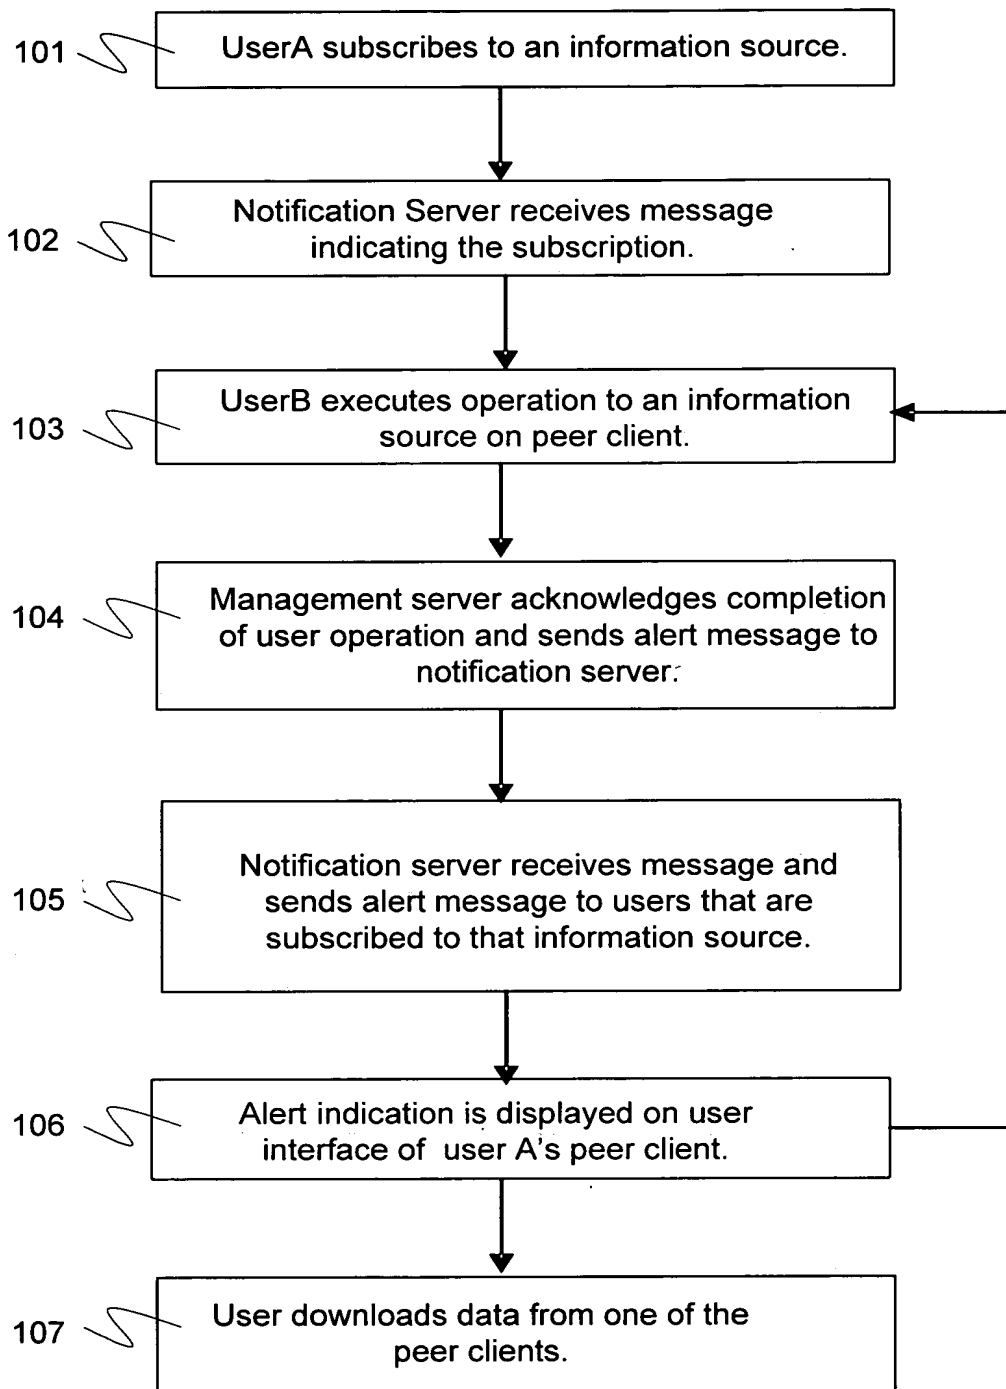 101
UserA subscribes to an information source.
102
Notification Server receives message
indicating the subscription.
103
UserB executes operation to an information
source on peer client.
104
Management server acknowledges completion
of user operation and sends alert message to
notification server.
105
Notification server receives message and
sends alert message to users that are
subscribed to that information source.
106
Alert indication is displayed on user
interface of user A's peer client.
107
User downloads data from one of the
peer clients.